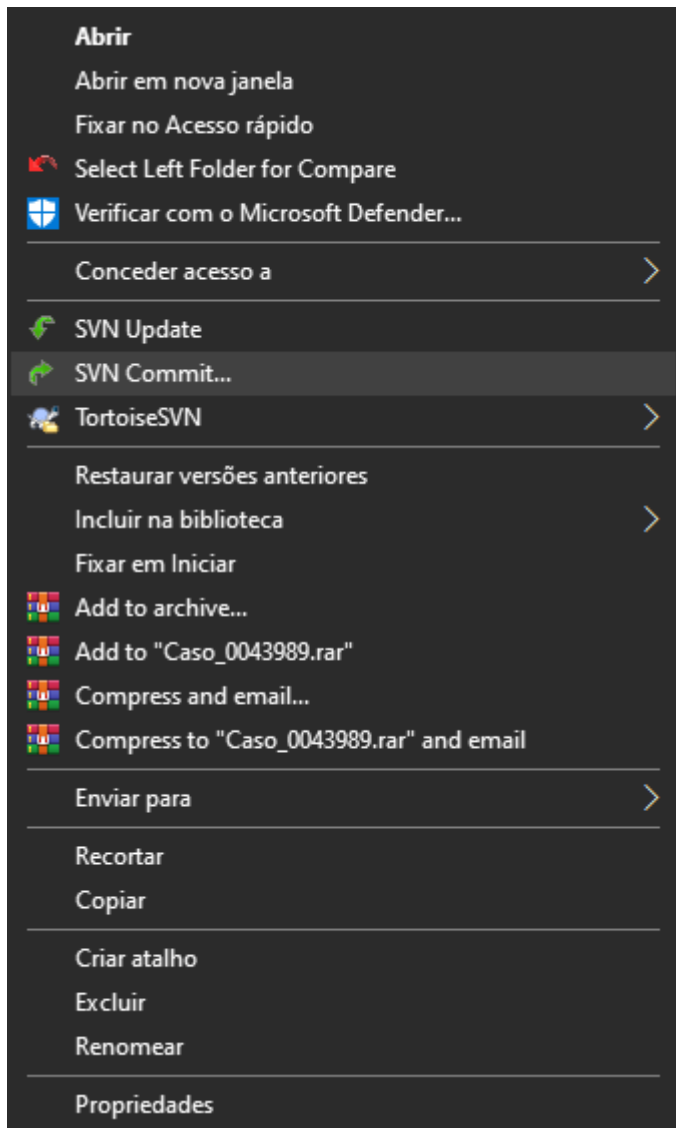 Abrir
Abrir em nova janela
Fixar no Acesso rápido
Select Left Folder for Compare
Verificar com o Microsoft Defender...
Conceder acesso a
SVN Update
SVN Commit...
TortoiseSVN
Restaurar versões anteriores
Incluir na biblioteca
Fixar em Iniciar
Add to archive...
Add to "Caso_0043989.rar"
Compress and email...
Compress to "Caso_0043989.rar" and email
Enviar para
Recortar
Copiar
Criar atalho
Excluir
Renomear
Propriedades